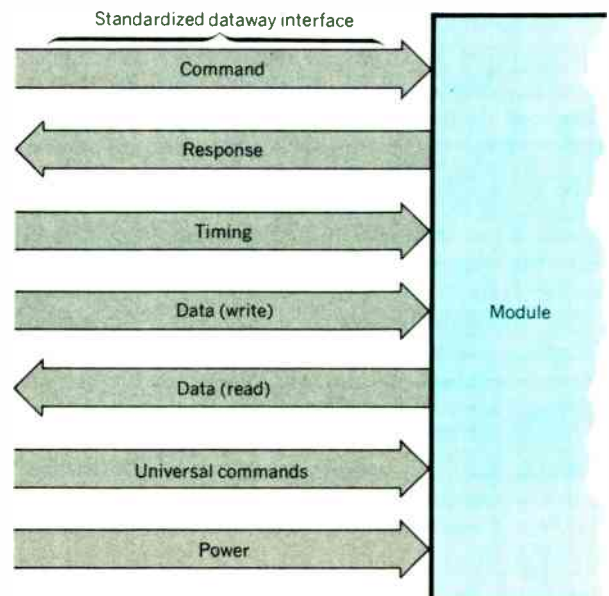 Standardized dataway interface
Command
Response
Timing
Data (write)
Module
Data (read)
Universal commands
Power